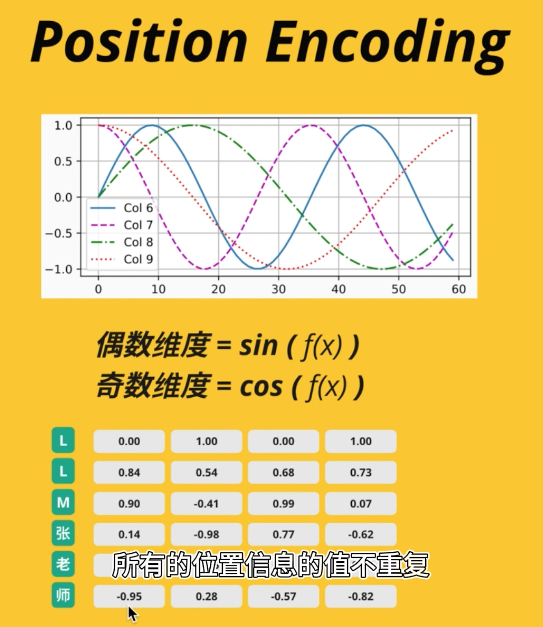 Position Encoding
1.0
0.5
0.0
−0.5
−1.0
Col 6
Col 7
Col 8
Col 9
0 10 20 30 40 50 60
偶数维度 = sin ( f(x) )
奇数维度 = cos ( f(x) )
L 0.00 1.00 0.00 1.00
L 0.84 0.54 0.68 0.73
M 0.90 -0.41 0.99 0.07
张 0.14 -0.98 0.77 -0.62
老
所有的位置信息的值不重复
师 -0.95 0.28 -0.57 -0.82